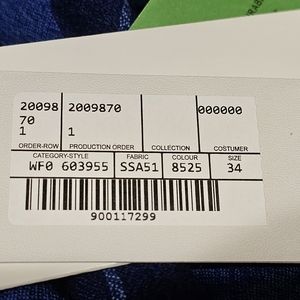 20098 2009870 000000
70
1 1
ORDER-ROW PRODUCTION ORDER COLLECTION COSTUMER
CATEGORY-STYLE FABRIC COLOUR SIZE
WF0 603955 SSA51 8525 34
900117299